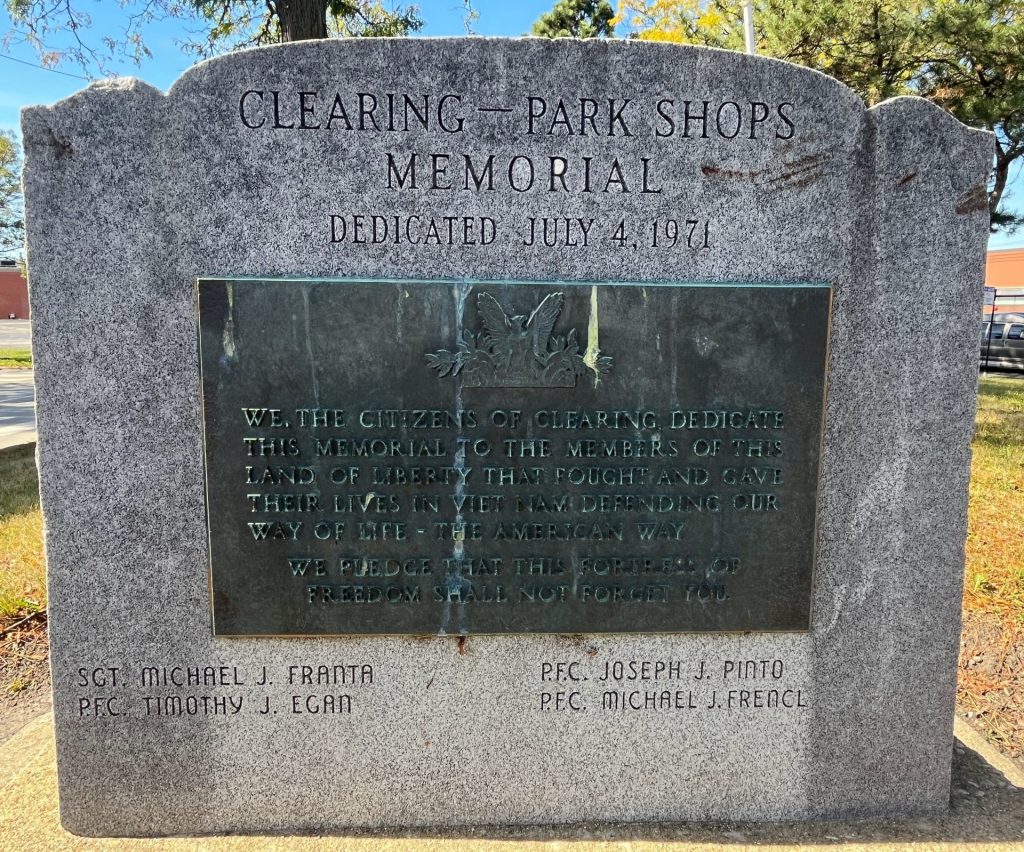 CLEARING — PARK SHOPS
MEMORIAL
DEDICATED JULY 4, 1971
WE, THE CITIZENS OF CLEARING, DEDICATE
THIS MEMORIAL TO THE MEMBERS OF THIS
LAND OF LIBERTY THAT FOUGHT AND GAVE
THEIR LIVES IN VIET NAM DEFENDING OUR
WAY OF LIFE - THE AMERICAN WAY
WE PLEDGE THAT THIS FORTRESS OF
FREEDOM SHALL NOT FORGET YOU.
SGT. MICHAEL J. FRANTA
P.F.C. TIMOTHY J. EGAN
P.F.C. JOSEPH J. PINTO
P.F.C. MICHAEL J. FRENCL